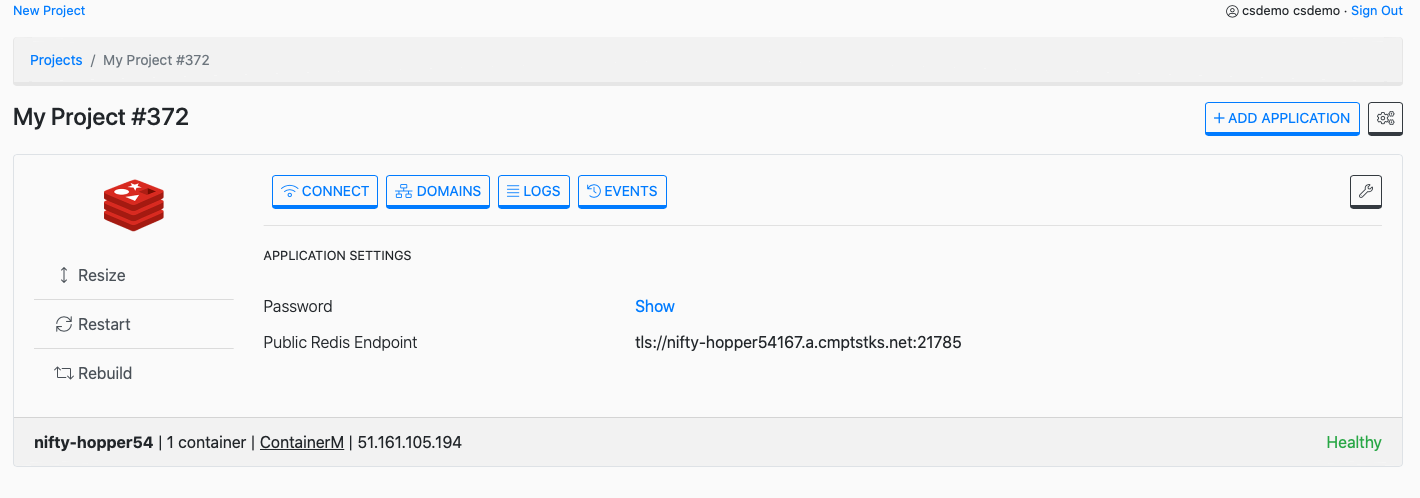 New Project
csdemo csdemo · Sign Out
Projects / My Project #372
My Project #372
+ ADD APPLICATION
CONNECT
DOMAINS
LOGS
EVENTS
Resize
Restart
Rebuild
APPLICATION SETTINGS
Password Show
Public Redis Endpoint tls://nifty-hopper54167.a.cmptstks.net:21785
nifty-hopper54 | 1 container | ContainerM | 51.161.105.194
Healthy